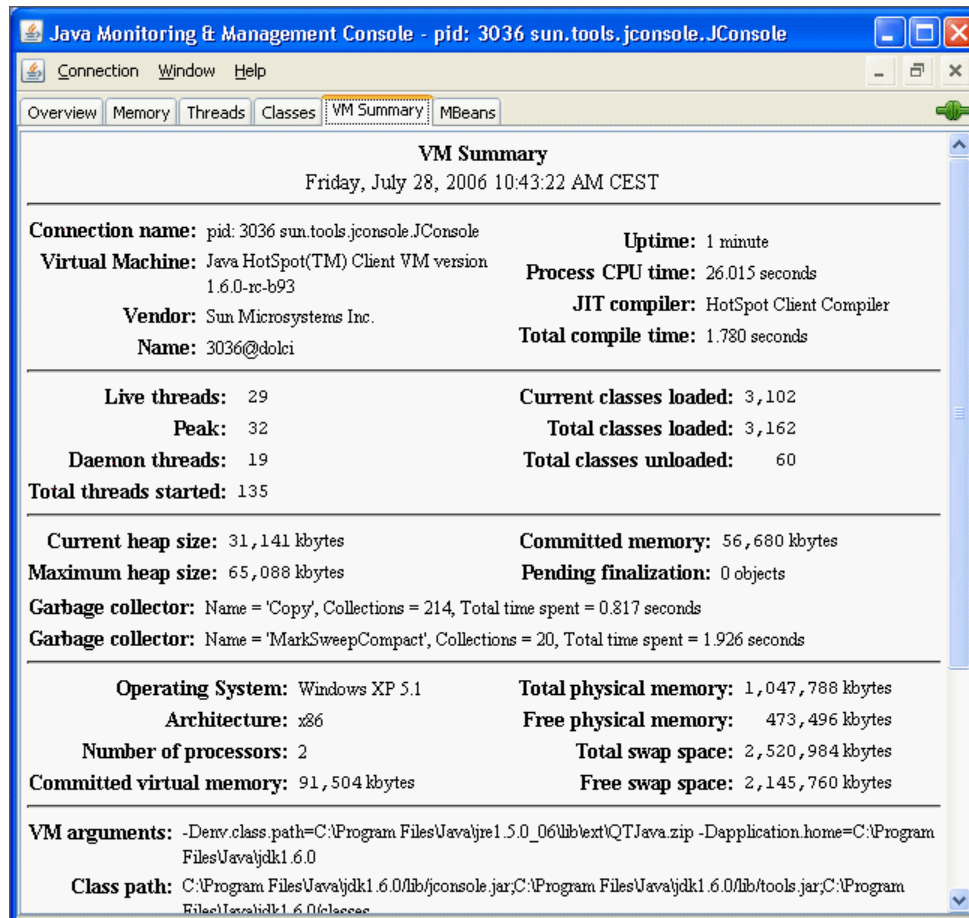 Java Monitoring & Management Console - pid: 3036 sun.tools.jconsole.JConsole
Connection Window Help
Overview Memory Threads Classes VM Summary MBeans
VM Summary
Friday, July 28, 2006 10:43:22 AM CEST
Connection name: pid: 3036 sun.tools.jconsole.JConsole
Virtual Machine: Java HotSpot(TM) Client VM version
1.6.0-rc-b93
Vendor: Sun Microsystems Inc.
Name: 3036@dolci
Uptime: 1 minute
Process CPU time: 26.015 seconds
JIT compiler: HotSpot Client Compiler
Total compile time: 1.780 seconds
Live threads: 29
Peak: 32
Daemon threads: 19
Total threads started: 135
Current classes loaded: 3,102
Total classes loaded: 3,162
Total classes unloaded: 60
Current heap size: 31,141 kbytes
Maximum heap size: 65,088 kbytes
Committed memory: 56,680 kbytes
Pending finalization: 0 objects
Garbage collector: Name = 'Copy', Collections = 214, Total time spent = 0.817 seconds
Garbage collector: Name = 'MarkSweepCompact', Collections = 20, Total time spent = 1.926 seconds
Operating System: Windows XP 5.1
Architecture: x86
Number of processors: 2
Committed virtual memory: 91,504 kbytes
Total physical memory: 1,047,788 kbytes
Free physical memory: 473,496 kbytes
Total swap space: 2,520,984 kbytes
Free swap space: 2,145,760 kbytes
VM arguments: -Denv.class.path=C:\Program Files\Java\jre1.5.0_06\lib\ext\QTJava.zip -Dapplication.home=C:\Program
Files\Java\jdk1.6.0
Class path: C:\Program Files\Java\jdk1.6.0/lib/jconsole.jar;C:\Program Files\Java\jdk1.6.0/lib/tools.jar;C:\Program
Files\Java\jdk1.6.0/classes